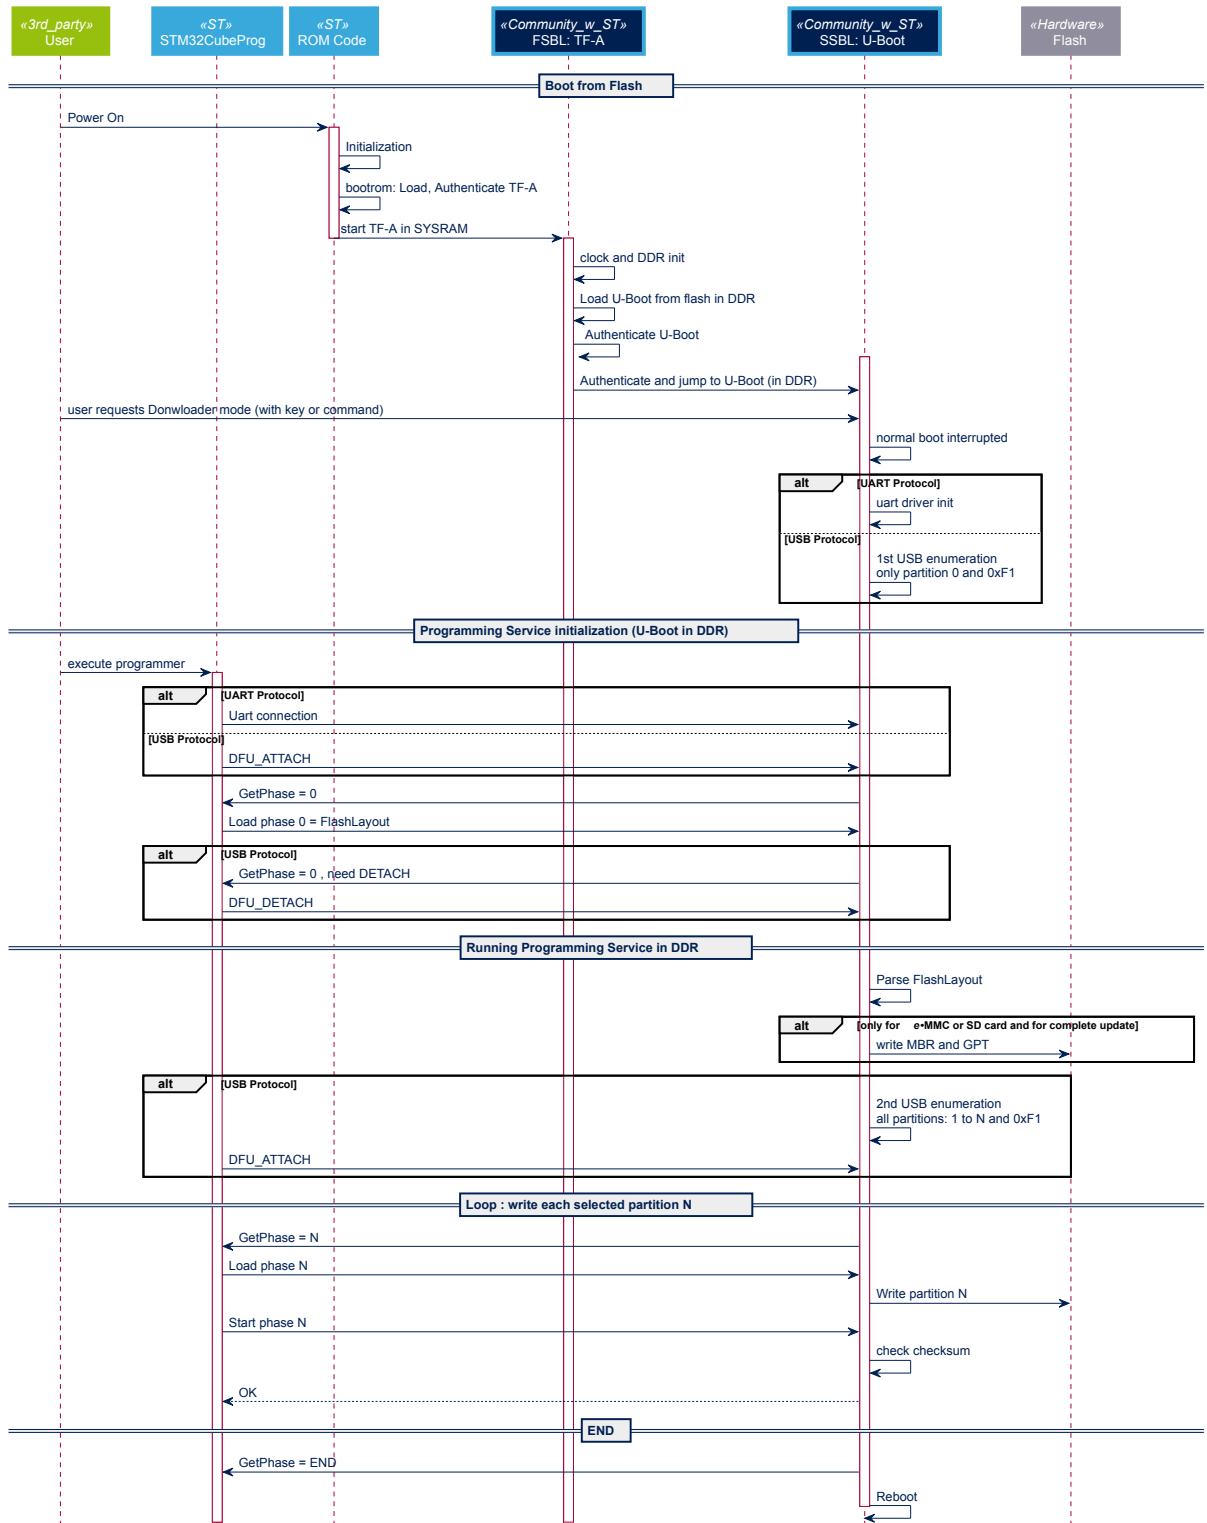 «3rd_party»
User
«ST»
STM32CubeProg
«ST»
ROM Code
«Community_w_ST»
FSBL: TF-A
«Community_w_ST»
SSBL: U-Boot
«Hardware»
Flash
Boot from Flash
Power On
Initialization
bootrom: Load, Authenticate TF-A
start TF-A in SYSRAM
clock and DDR init
Load U-Boot from flash in DDR
Authenticate U-Boot
Authenticate and jump to U-Boot (in DDR)
user requests Donwloader mode (with key or command)
normal boot interrupted
alt [UART Protocol]
uart driver init
[USB Protocol]
1st USB enumeration
only partition 0 and 0xF1
Programming Service initialization (U-Boot in DDR)
execute programmer
alt [UART Protocol]
Uart connection
[USB Protocol]
DFU_ATTACH
GetPhase = 0
Load phase 0 = FlashLayout
alt [USB Protocol]
GetPhase = 0 , need DETACH
DFU_DETACH
Running Programming Service in DDR
Parse FlashLayout
alt [only for e•MMC or SD card and for complete update]
write MBR and GPT
alt [USB Protocol]
2nd USB enumeration
all partitions: 1 to N and 0xF1
DFU_ATTACH
Loop : write each selected partition N
GetPhase = N
Load phase N
Write partition N
Start phase N
check checksum
OK
END
GetPhase = END
Reboot